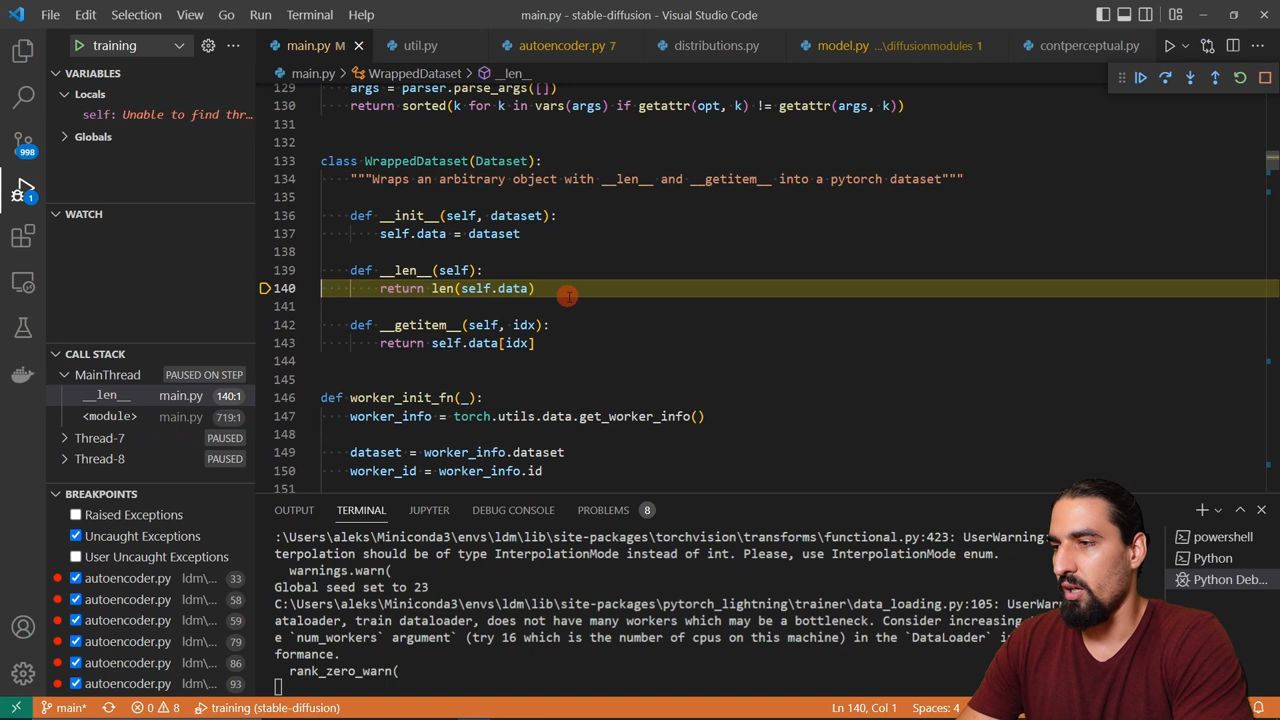 File Edit Selection View Go Run Terminal Help
main.py - stable-diffusion - Visual Studio Code
training
main.py M
util.py
autoencoder.py 7
distributions.py
model.py ...\diffusionmodules 1
contperceptual.py
main.py > WrappedDataset > __len__
VARIABLES
Locals
self: Unable to find thr...
Globals
WATCH
CALL STACK
MainThread PAUSED ON STEP
__len__ main.py 140:1
<module> main.py 719:1
Thread-7 PAUSED
Thread-8 PAUSED
BREAKPOINTS
Raised Exceptions
Uncaught Exceptions
User Uncaught Exceptions
autoencoder.py ldm\... 33
autoencoder.py ldm\... 58
autoencoder.py ldm\... 59
autoencoder.py ldm\... 79
autoencoder.py ldm\... 86
autoencoder.py ldm\... 93
998
1
129 args = parser.parse_args([])
130 return sorted(k for k in vars(args) if getattr(opt, k) != getattr(args, k))
131
132
133 class WrappedDataset(Dataset):
134 """Wraps an arbitrary object with __len__ and __getitem__ into a pytorch dataset"""
135
136 def __init__(self, dataset):
137 self.data = dataset
138
139 def __len__(self):
140 return len(self.data)
141
142 def __getitem__(self, idx):
143 return self.data[idx]
144
145
146 def worker_init_fn(_):
147 worker_info = torch.utils.data.get_worker_info()
148
149 dataset = worker_info.dataset
150 worker_id = worker_info.id
151
OUTPUT TERMINAL JUPYTER DEBUG CONSOLE PROBLEMS 8
:\Users\aleks\Miniconda3\envs\ldm\lib\site-packages\torchvision\transforms\functional.py:423: UserWarning:
terpolation should be of type InterpolationMode instead of int. Please, use InterpolationMode enum.
warnings.warn(
Global seed set to 23
C:\Users\aleks\Miniconda3\envs\ldm\lib\site-packages\pytorch_lightning\trainer\data_loading.py:105: UserWar
ataloader, train dataloader, does not have many workers which may be a bottleneck. Consider increasing
e `num_workers` argument` (try 16 which is the number of cpus on this machine) in the `DataLoader` i
formance.
rank_zero_warn(
powershell
Python
Python Deb...
main* 0 8 training (stable-diffusion)
Ln 140, Col 1 Spaces: 4